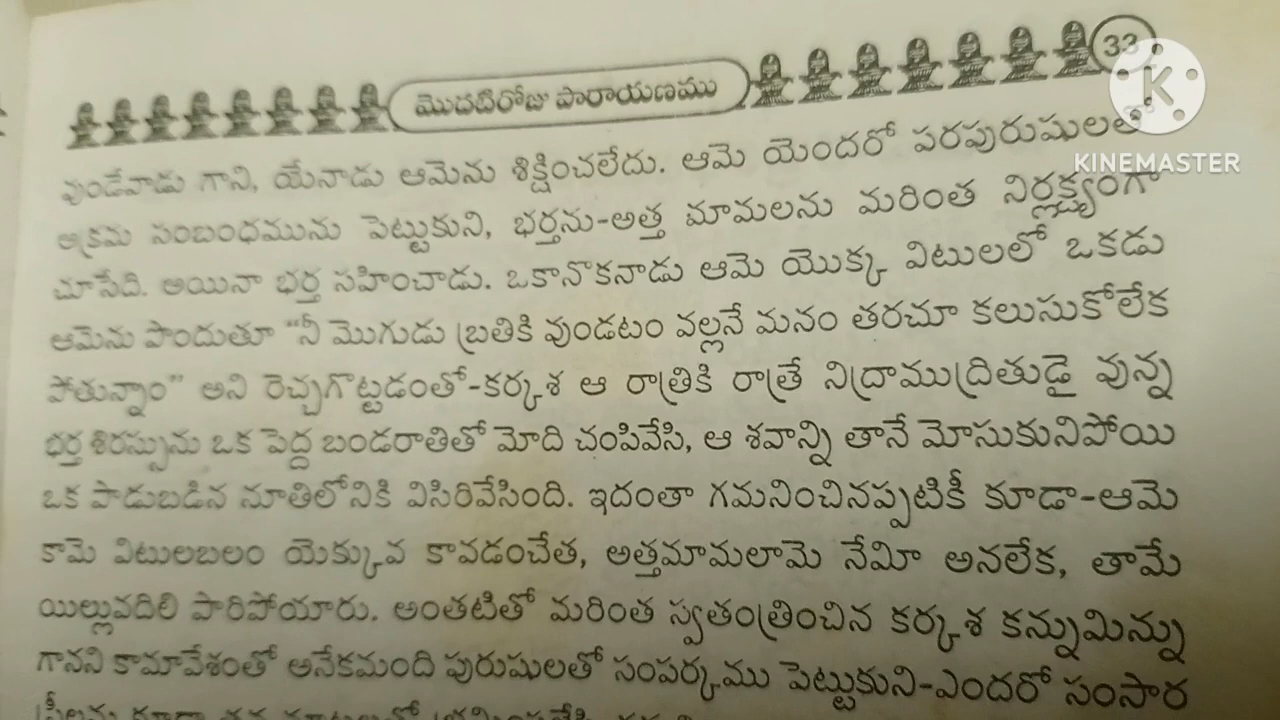 33
మొదటిరోజు పారాయణము
KINEMASTER
వుండేవాడు గాని, యేనాడు ఆమెను శిక్షించలేదు. ఆమె యెందరో పరపురుషులతో
అక్రమ సంబంధమును పెట్టుకుని, భర్తను-అత్త మామలను మరింత నిర్లక్ష్యంగా
చూసేది. అయినా భర్త సహించాడు. ఒకానొకనాడు ఆమె యొక్క విటులలో ఒకడు
ఆమెను పొందుతూ "నీ మొగుడు బ్రతికి వుండటం వల్లనే మనం తరచూ కలుసుకోలేక
పోతున్నాం" అని రెచ్చగొట్టడంతో-కర్కశ ఆ రాత్రికి రాత్రే నిద్రాముద్రితుడై వున్న
భర్త శిరస్సును ఒక పెద్ద బండరాతితో మోది చంపివేసి, ఆ శవాన్ని తానే మోసుకునిపోయి
ఒక పాడుబడిన నూతిలోనికి విసిరివేసింది. ఇదంతా గమనించినప్పటికీ కూడా-ఆమె
కామె విటులబలం యెక్కువ కావడంచేత, అత్తమామలామె నేమీ అనలేక, తామే
యిల్లువదిలి పారిపోయారు. అంతటితో మరింత స్వతంత్రించిన కర్కశ కన్నుమిన్ను
గానని కామావేశంతో అనేకమంది పురుషులతో సంపర్కము పెట్టుకుని-ఎందరో సంసార